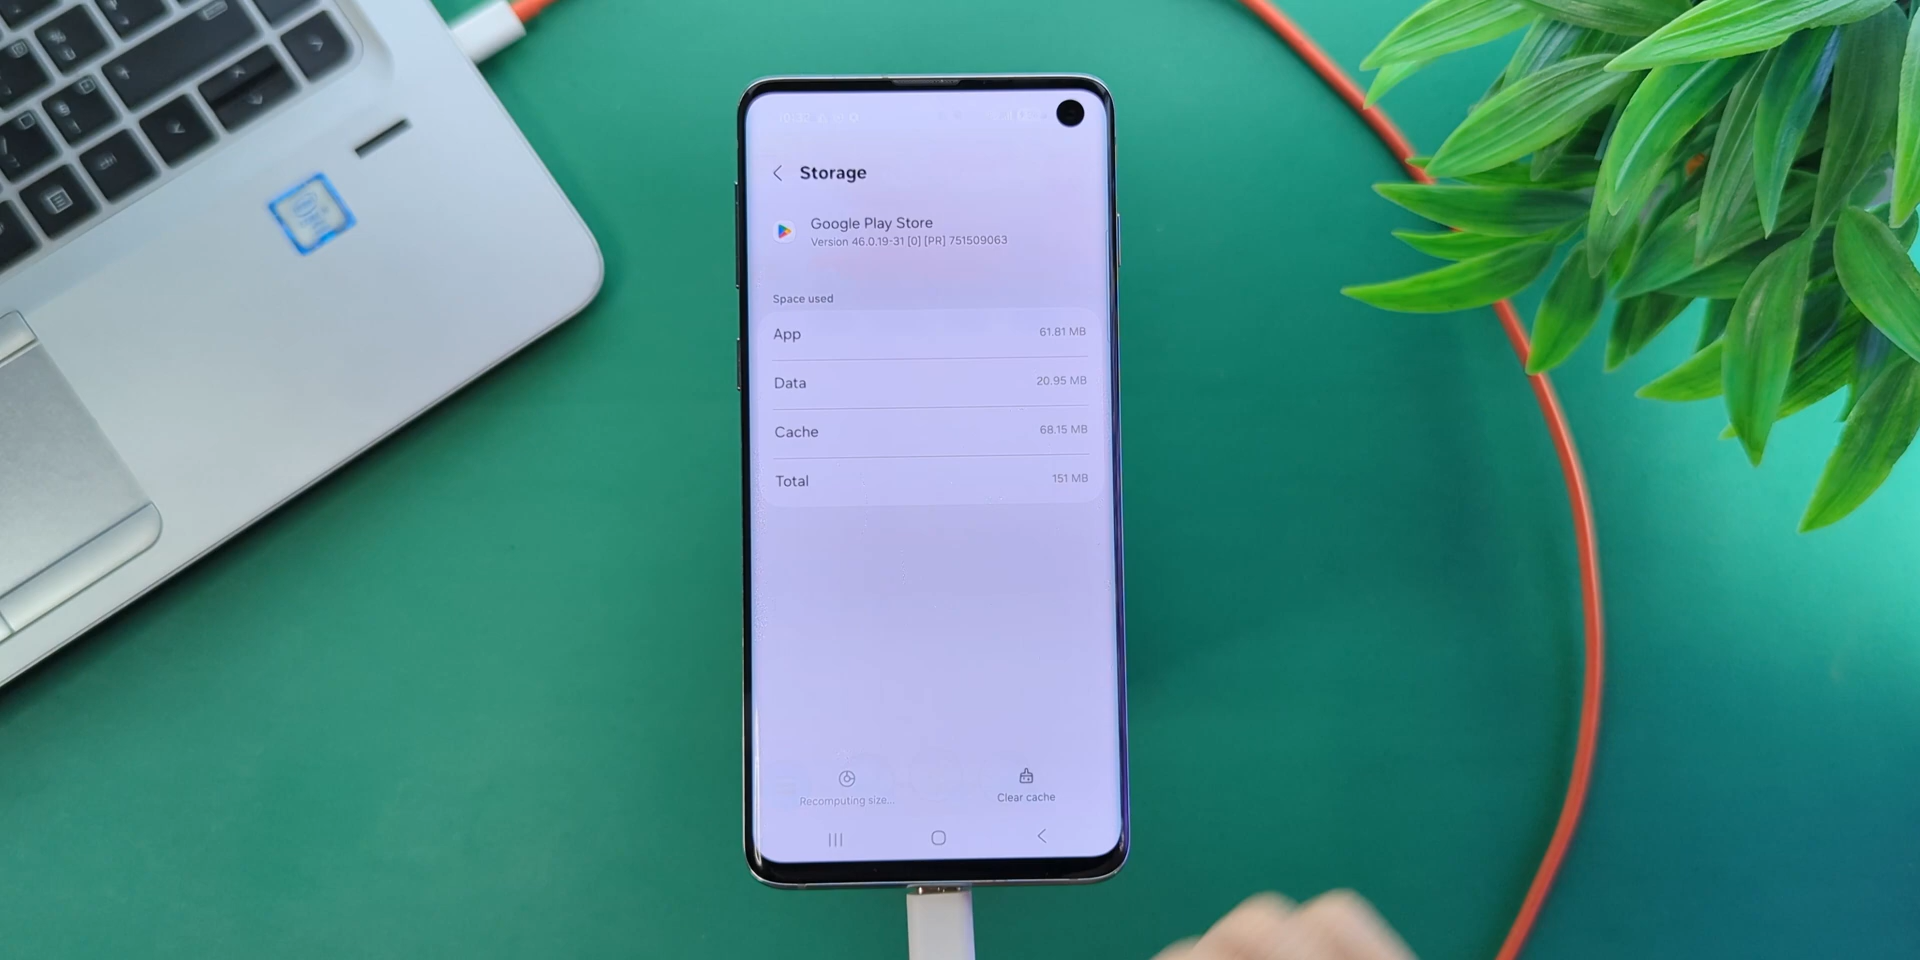 Storage
Google Play Store
Version 46.0.19-31 [0] [PR] 751509063
Space used
App 61.81 MB
Data 20.95 MB
Cache 68.15 MB
Total 151 MB
Recomputing size...
Clear cache